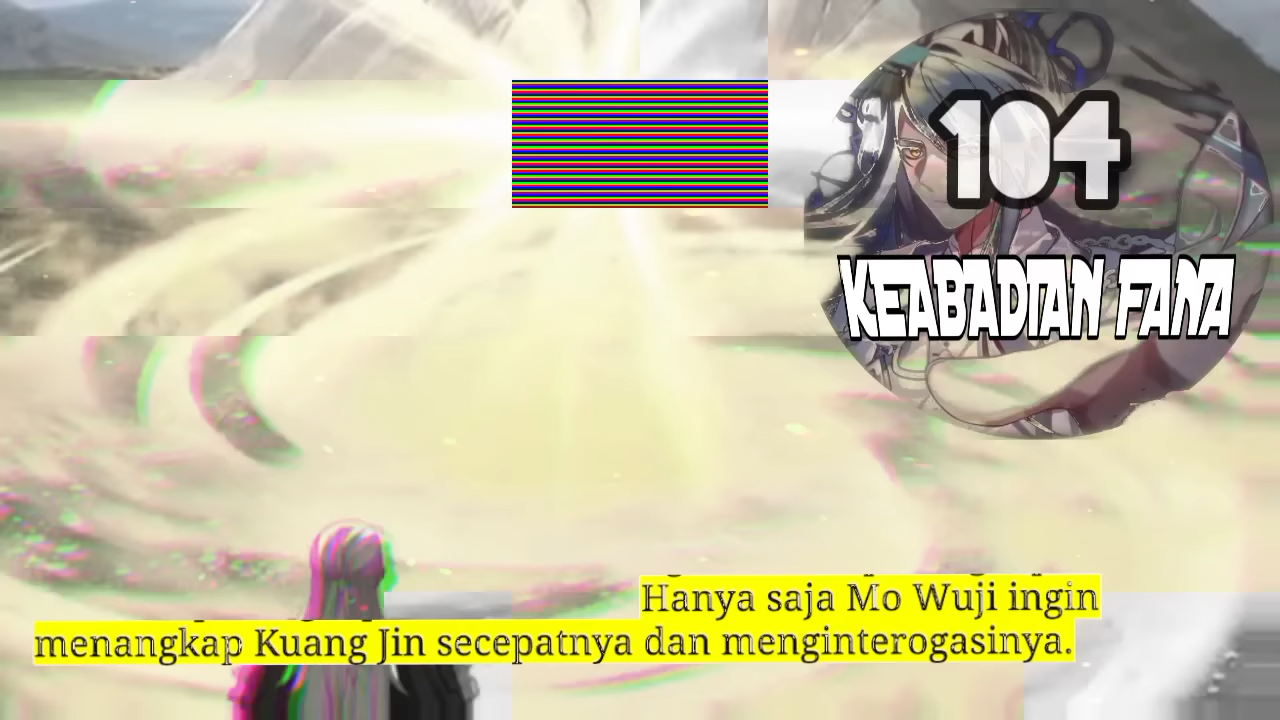 104
KEABADIAN FANA
Hanya saja Mo Wuji ingin
menangkap Kuang Jin secepatnya dan menginterogasinya.